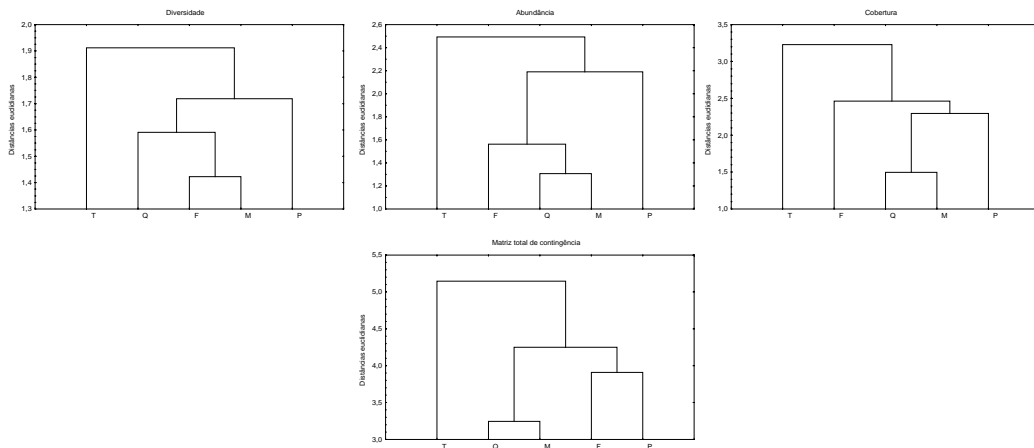 Diversidade
2,0
1,9
1,8
1,7
1,6
1,5
1,4
1,3
Distâncias euclidianas
T Q F M P
Abundância
2,6
2,4
2,2
2,0
1,8
1,6
1,4
1,2
1,0
Distâncias euclidianas
T F Q M P
Cobertura
3,5
3,0
2,5
2,0
1,5
1,0
Distâncias euclidianas
T F Q M P
Matriz total de contingência
5,5
5,0
4,5
4,0
3,5
3,0
Distâncias euclidianas
T Q M F P